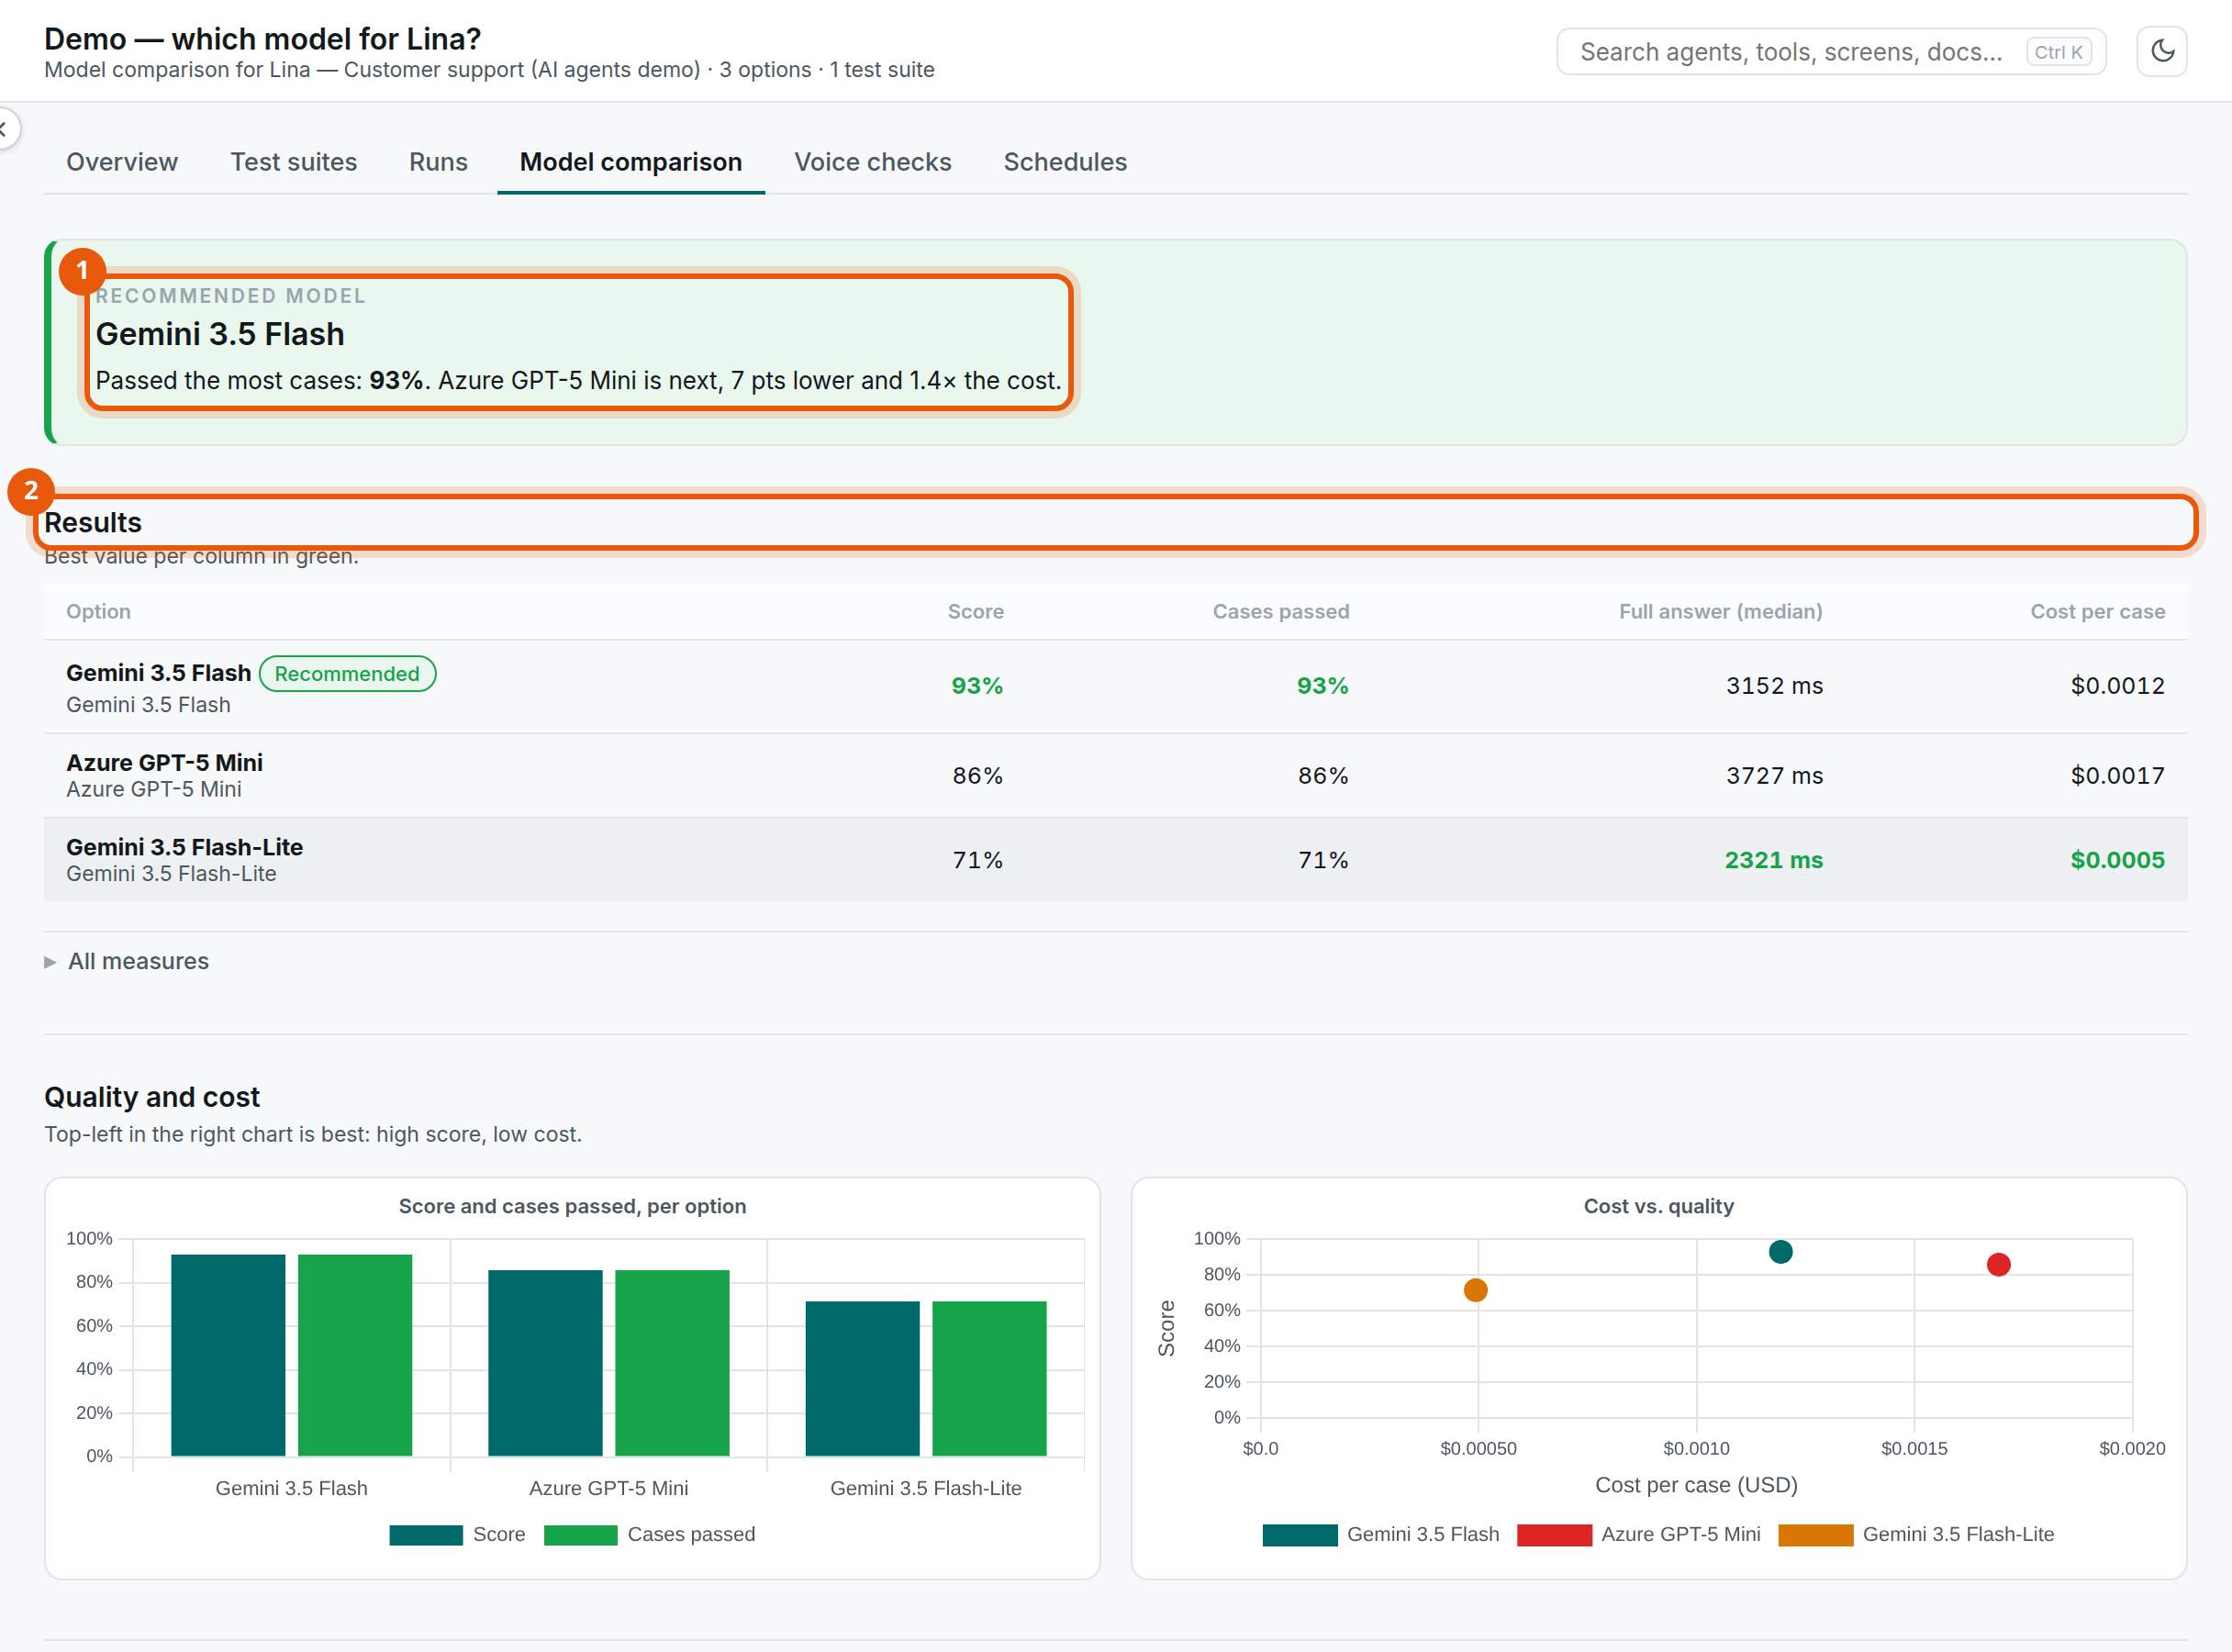 Demo — which model for Lina?
Model comparison for Lina — Customer support (AI agents demo) · 3 options · 1 test suite
Search agents, tools, screens, docs... Ctrl K
Overview Test suites Runs Model comparison Voice checks Schedules
1
RECOMMENDED MODEL
Gemini 3.5 Flash
Passed the most cases: 93%. Azure GPT-5 Mini is next, 7 pts lower and 1.4× the cost.
2
Results
Best value per column in green.
Option Score Cases passed Full answer (median) Cost per case
Gemini 3.5 Flash Recommended 93% 93% 3152 ms $0.0012
Gemini 3.5 Flash
Azure GPT-5 Mini 86% 86% 3727 ms $0.0017
Azure GPT-5 Mini
Gemini 3.5 Flash-Lite 71% 71% 2321 ms $0.0005
Gemini 3.5 Flash-Lite
▶ All measures
Quality and cost
Top-left in the right chart is best: high score, low cost.
Score and cases passed, per option
100%
80%
60%
40%
20%
0%
Gemini 3.5 Flash Azure GPT-5 Mini Gemini 3.5 Flash-Lite
Score Cases passed
Cost vs. quality
Score
100%
80%
60%
40%
20%
0%
$0.0 $0.00050 $0.0010 $0.0015 $0.0020
Cost per case (USD)
Gemini 3.5 Flash Azure GPT-5 Mini Gemini 3.5 Flash-Lite